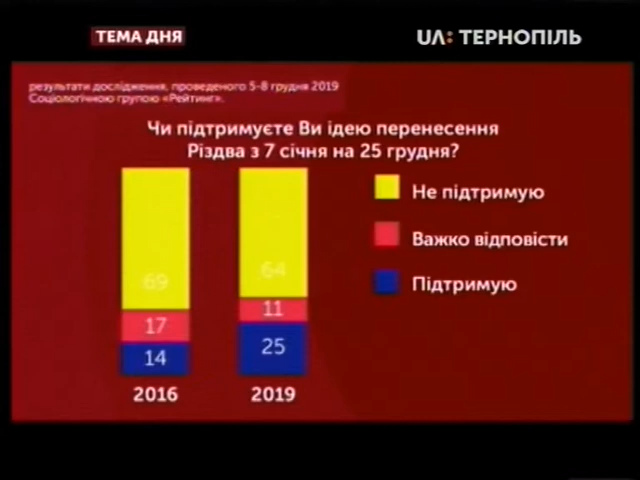 ТЕМА ДНЯ
UA: ТЕРНОПІЛЬ
результати дослідження, проведеного 5-8 грудня 2019
Соціологічною групою «Рейтинг».
Чи підтримуєте Ви ідею перенесення
Різдва з 7 січня на 25 грудня?
Не підтримую
Важко відповісти
Підтримую
69
64
17
11
14
25
2016
2019